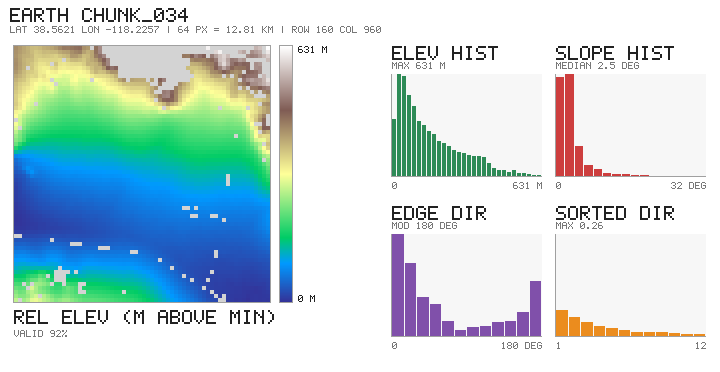 EARTH CHUNK_034
LAT 38.5621 LON -118.2257 | 64 PX = 12.81 KM | ROW 160 COL 960
631 M
0 M
REL ELEV (M ABOVE MIN)
VALID 92%
ELEV HIST
MAX 631 M
0 631 M
SLOPE HIST
MEDIAN 2.5 DEG
0 32 DEG
EDGE DIR
MOD 180 DEG
0 180 DEG
SORTED DIR
MAX 0.26
1 12